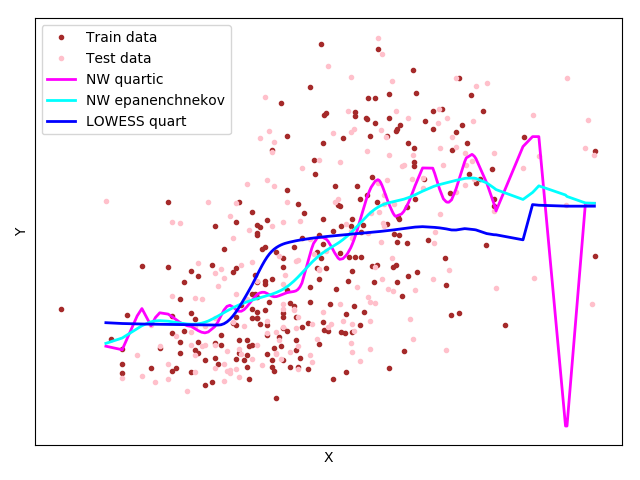 Train data
Test data
NW quartic
NW epanenchnekov
LOWESS quart
Y
X